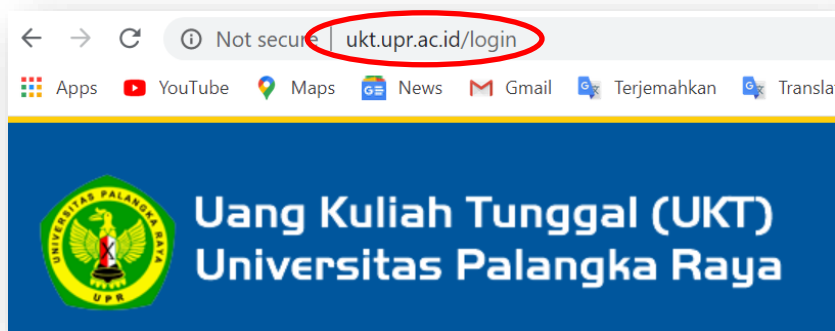 Not secure | ukt.upr.ac.id/login
Apps YouTube Maps GE News Gmail Terjemahkan Transla
UNIVERSITAS PALANGKA RAYA
UPR
Uang Kuliah Tunggal (UKT)
Universitas Palangka Raya